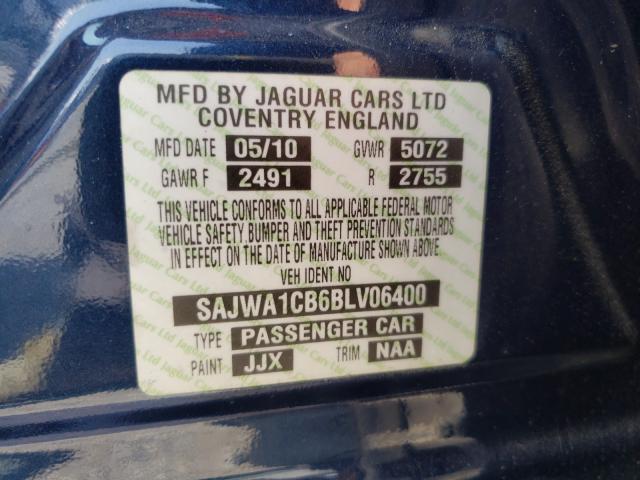 MFD BY JAGUAR CARS LTD
COVENTRY ENGLAND
MFD DATE 05/10 GVWR 5072
GAWR F 2491 R 2755
THIS VEHICLE CONFORMS TO ALL APPLICABLE FEDERAL MOTOR
VEHICLE SAFETY BUMPER AND THEFT PREVENTION STANDARDS
IN EFFECT ON THE DATE OF MANUFACTURE SHOWN ABOVE
VEH IDENT NO
SAJWA1CB6BLV06400
TYPE PASSENGER CAR
PAINT JJX TRIM NAA